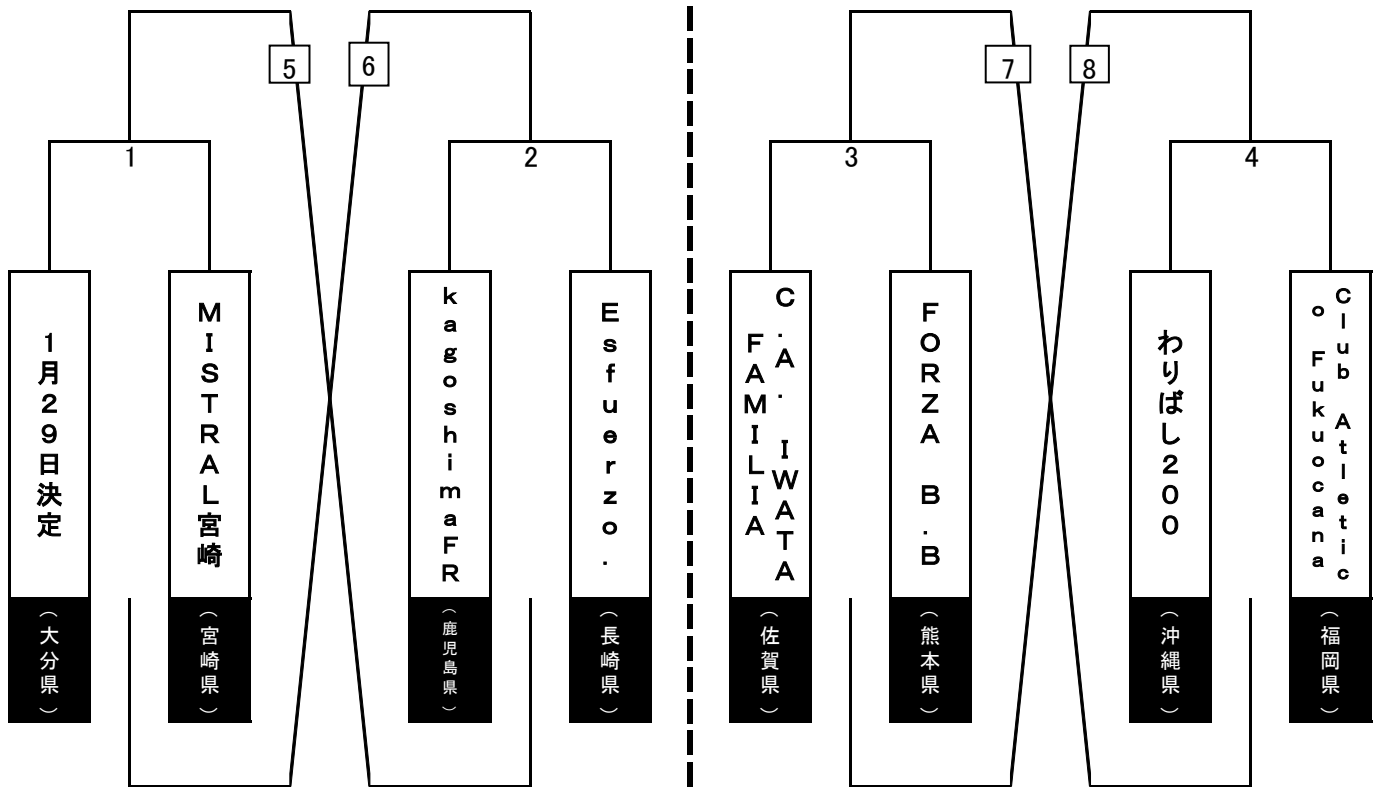 5
6
7
8
1
2
3
4
1月29日決定
(大分県)
MISTRAL宮崎
(宮崎県)
kagoshimaFR
(鹿児島県)
Esfuerzo.
(長崎県)
C.A. IWATA
FAMILIA
(佐賀県)
FORZA B.B
(熊本県)
わりばし200
(沖縄県)
Club Atletic
o Fukuocana
(福岡県)